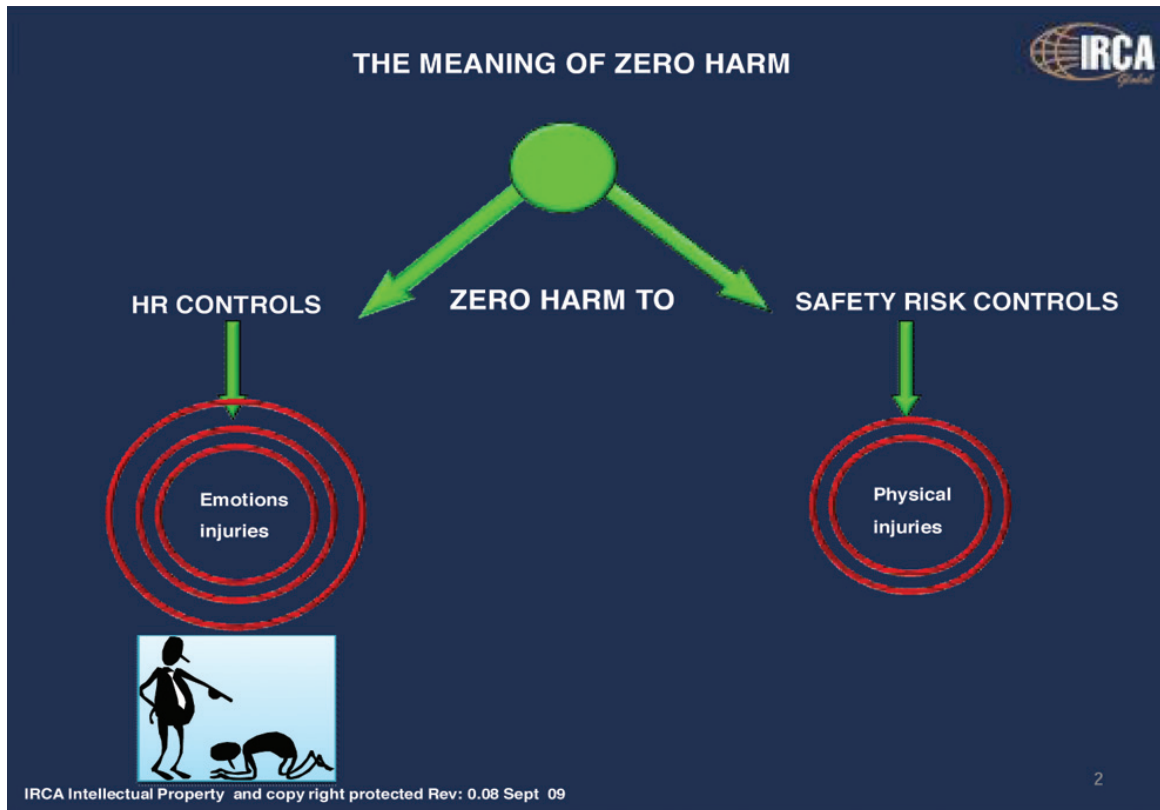 THE MEANING OF ZERO HARM
IRCA
Global
HR CONTROLS
ZERO HARM TO
SAFETY RISK CONTROLS
Emotions
injuries
Physical
injuries
IRCA Intellectual Property and copy right protected Rev: 0.08 Sept 09
2